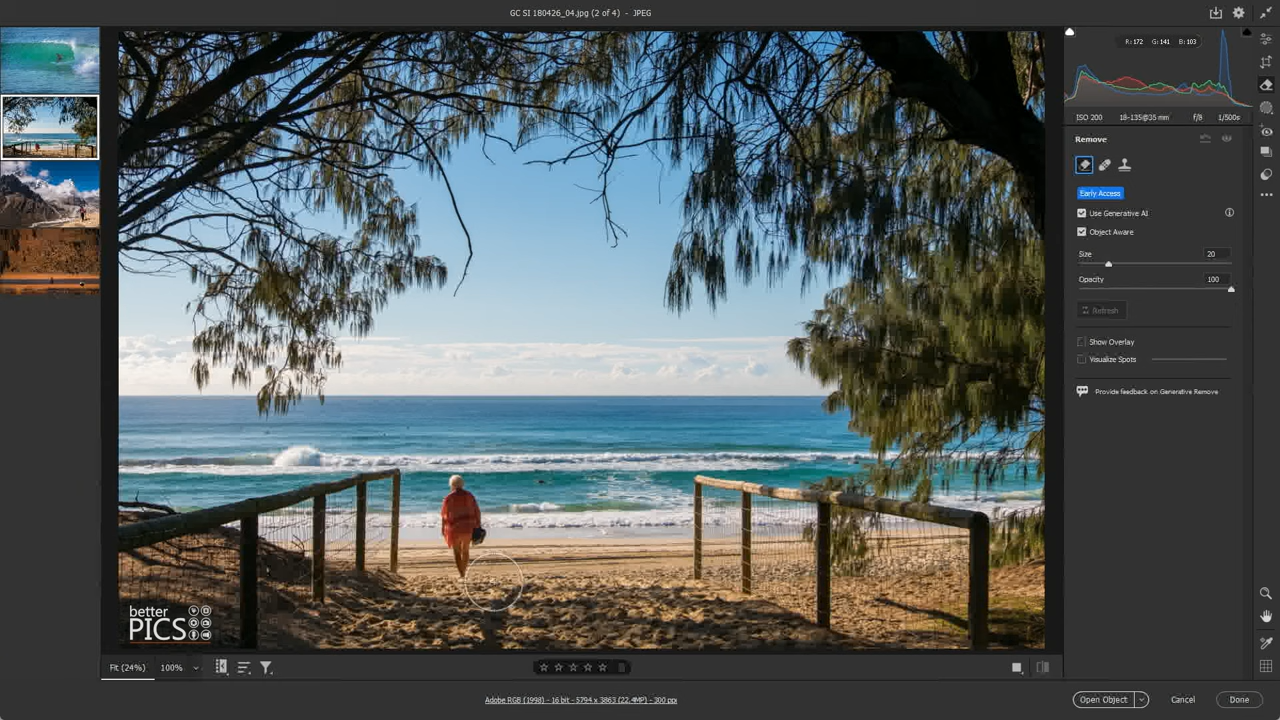 GC SI 180426_04.jpg (2 of 4) - JPEG
R: 172 G: 141 B: 103
ISO 200 18-135@35 mm f/8 1/500s
Remove
Early Access
Use Generative AI
Object Aware
Size 20
Opacity 100
Refresh
Show Overlay
Visualize Spots
Provide feedback on Generative Remove
better
PICS
Fit (24%) 100%
Adobe RGB (1998) - 16 bit - 5794 x 3863 (22.4MP) - 300 ppi
Open Object Cancel Done